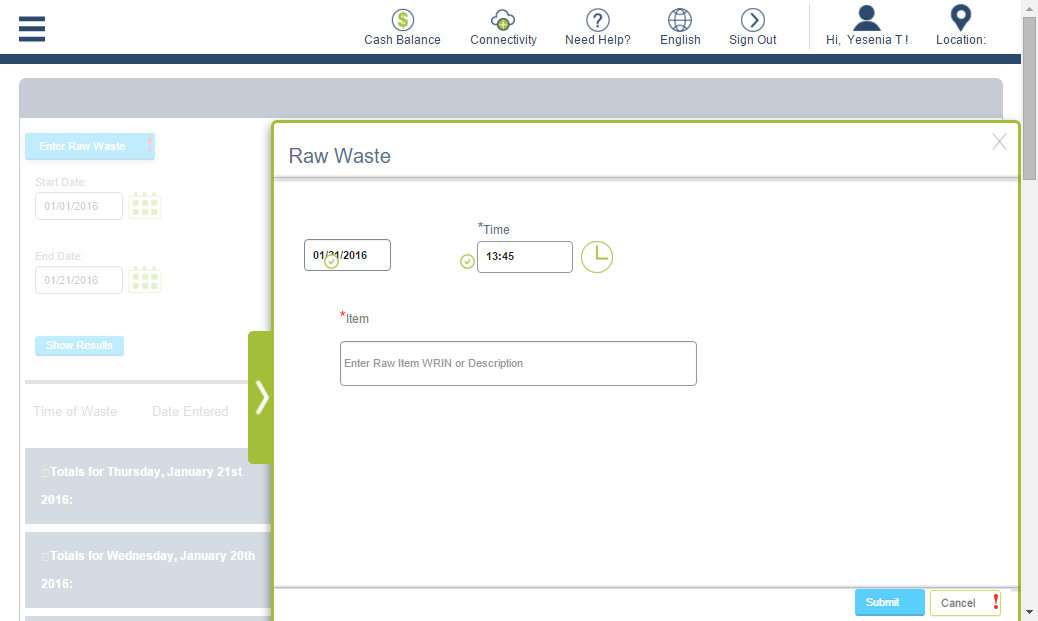 Cash Balance
Connectivity
Need Help?
English
Sign Out
Hi, Yesenia T !
Location:
Enter Raw Waste !
Start Date:
01/01/2016
End Date:
01/21/2016
Show Results
Time of Waste Date Entered
Totals for Thursday, January 21st
2016:
Totals for Wednesday, January 20th
2016:
Raw Waste
*Time
01/21/2016
13:45
*Item
Enter Raw Item WRIN or Description
Submit
Cancel !